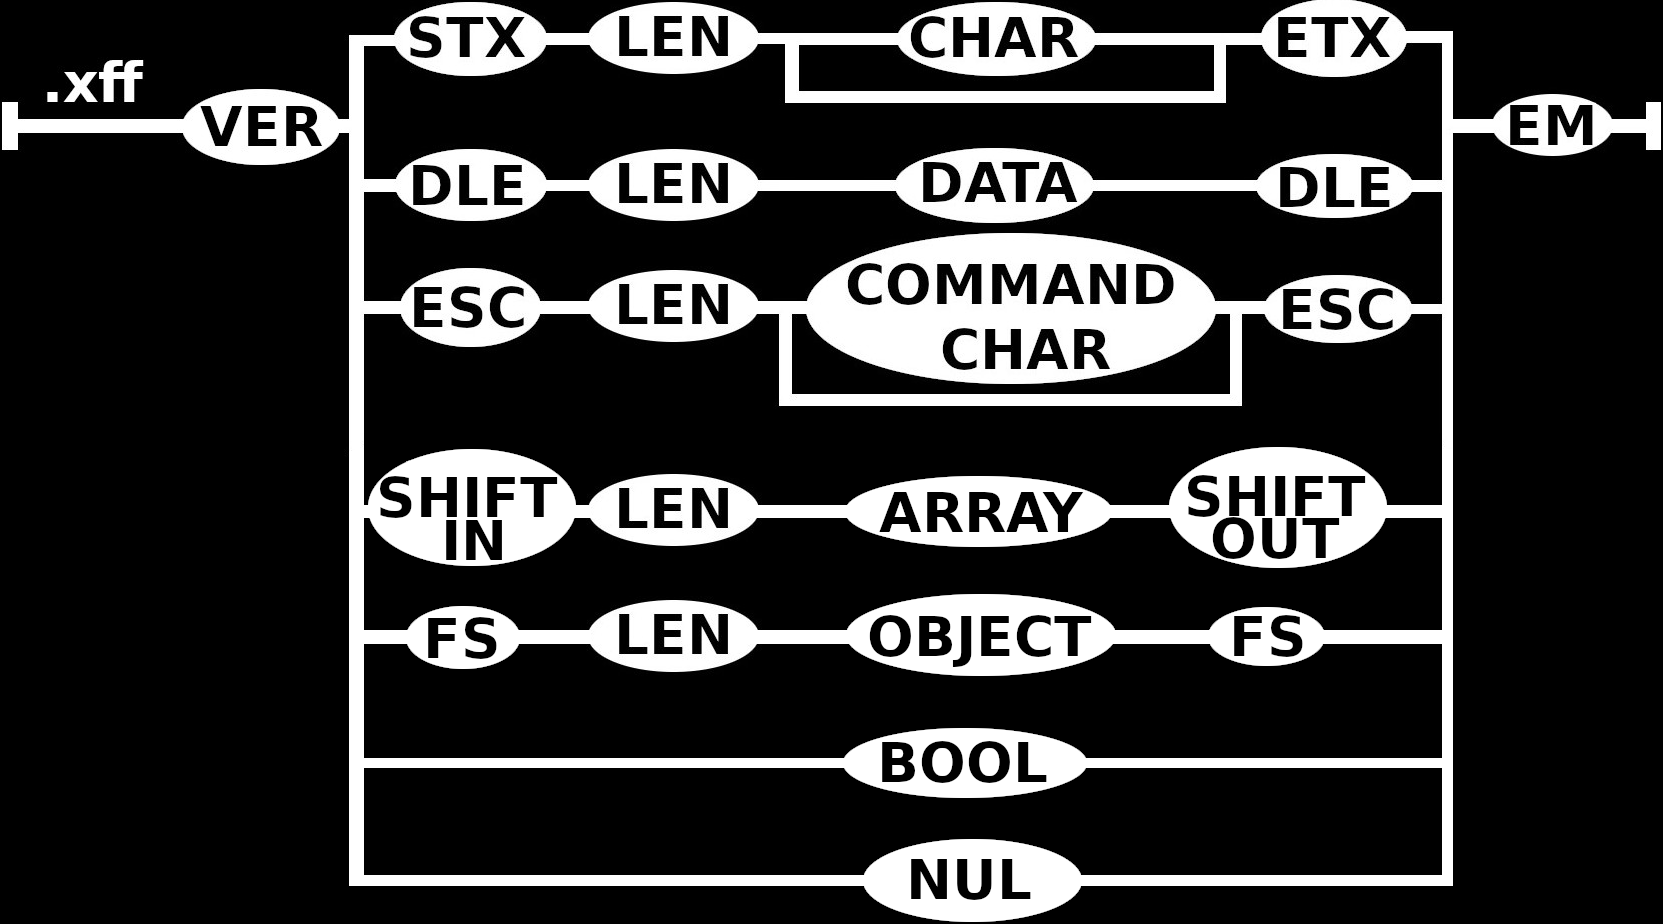 .xff
VER
STX LEN CHAR ETX
DLE LEN DATA DLE
ESC LEN COMMAND CHAR ESC
SHIFT IN LEN ARRAY SHIFT OUT
FS LEN OBJECT FS
BOOL
NUL
EM